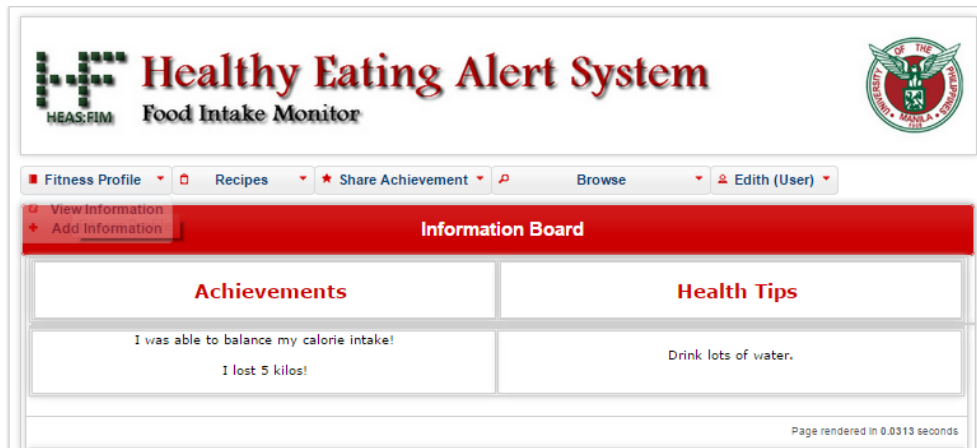 HEAS:FIM
Healthy Eating Alert System
Food Intake Monitor
UNIVERSITY OF THE PHILIPPINES
MANILA
1908
Fitness Profile Recipes Share Achievement Browse Edith (User)
View Information
Add Information
Information Board
Achievements Health Tips
I was able to balance my calorie intake!
I lost 5 kilos!
Drink lots of water.
Page rendered in 0.0313 seconds